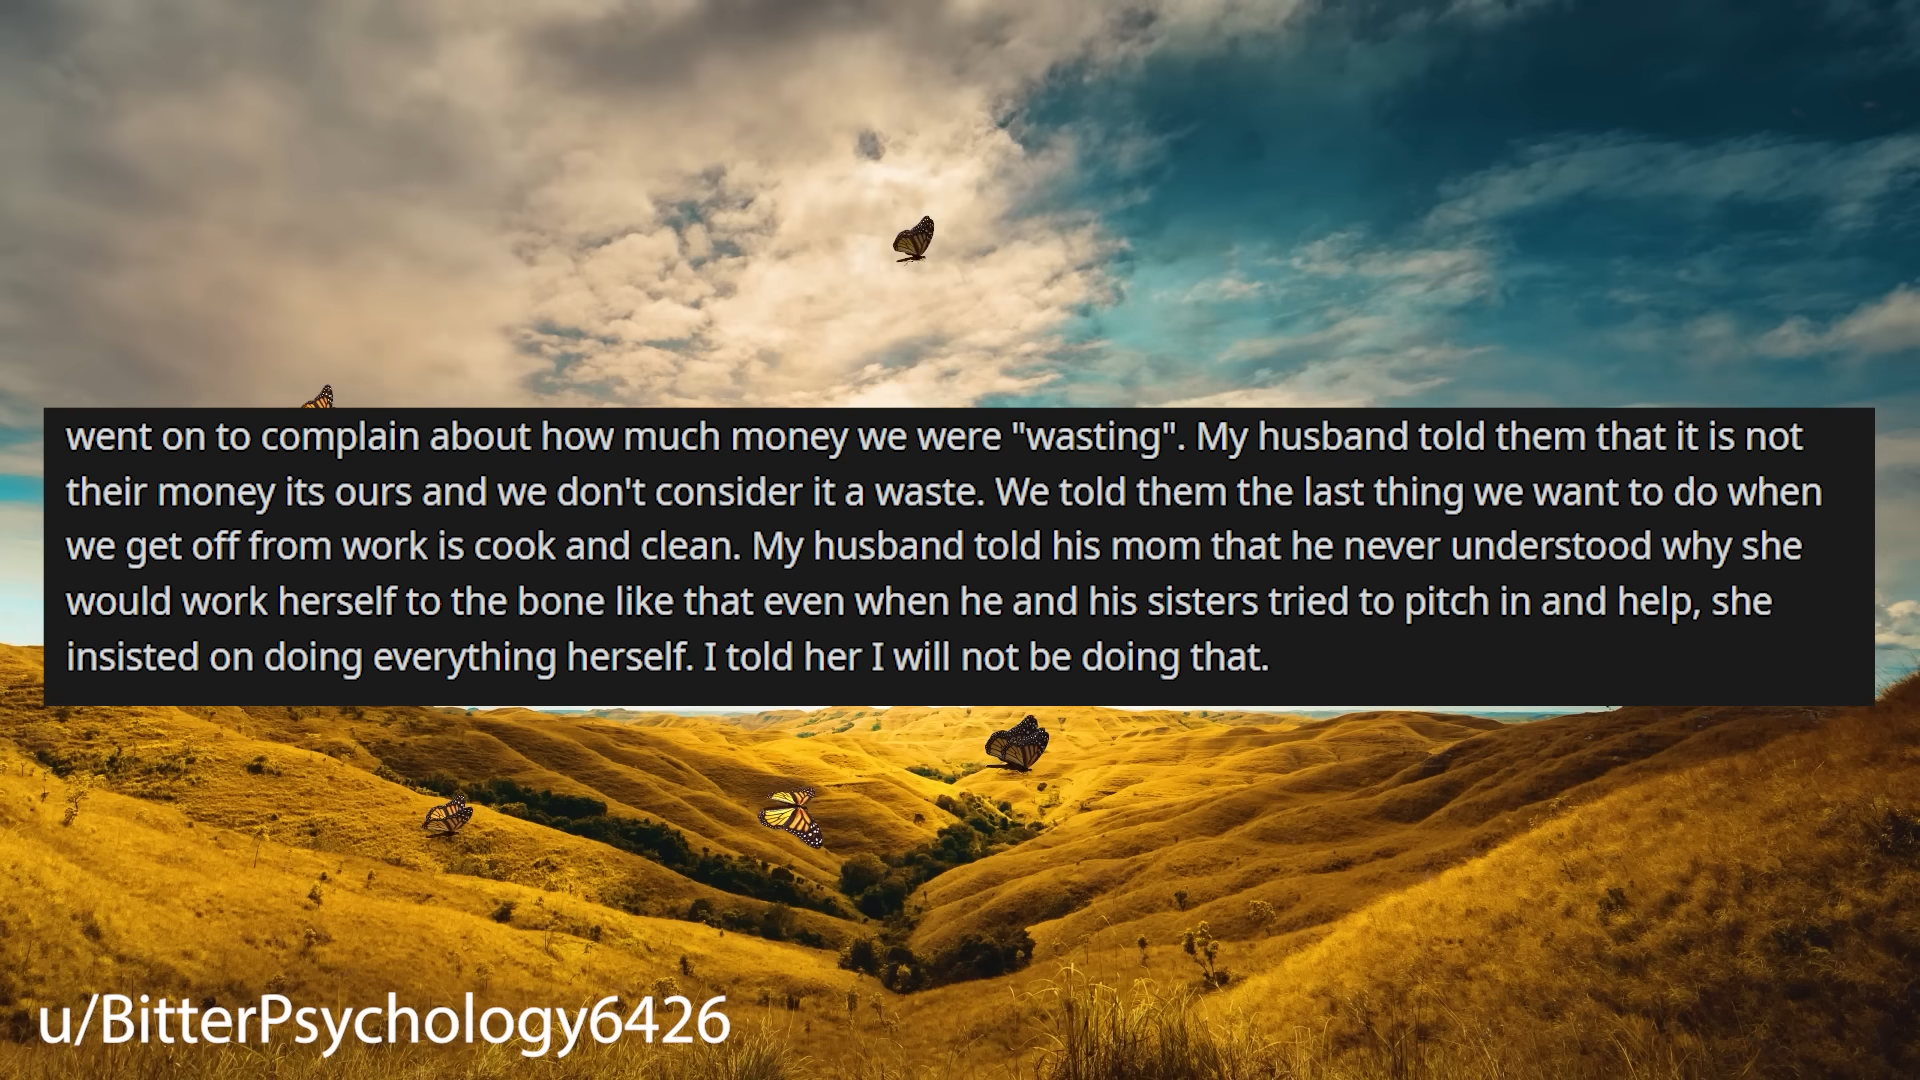 went on to complain about how much money we were "wasting". My husband told them that it is not
their money its ours and we don't consider it a waste. We told them the last thing we want to do when
we get off from work is cook and clean. My husband told his mom that he never understood why she
would work herself to the bone like that even when he and his sisters tried to pitch in and help, she
insisted on doing everything herself. I told her I will not be doing that.
u/BitterPsychology6426